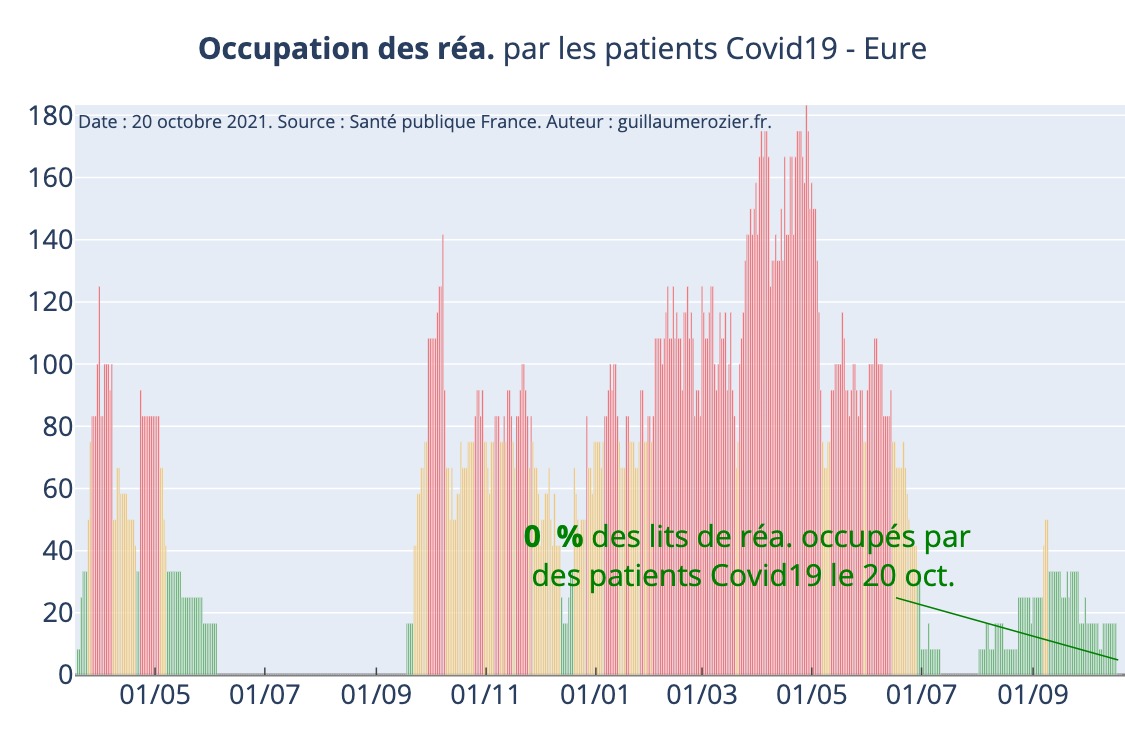 Occupation des réa. par les patients Covid19 - Eure
180
Date : 20 octobre 2021. Source : Santé publique France. Auteur : guillaumerozier.fr.
160
140
120
100
80
60
0 % des lits de réa. occupés par
40
des patients Covid19 le 20 oct.
20
0
01/05 01/07 01/09 01/11 01/01 01/03 01/05 01/07 01/09